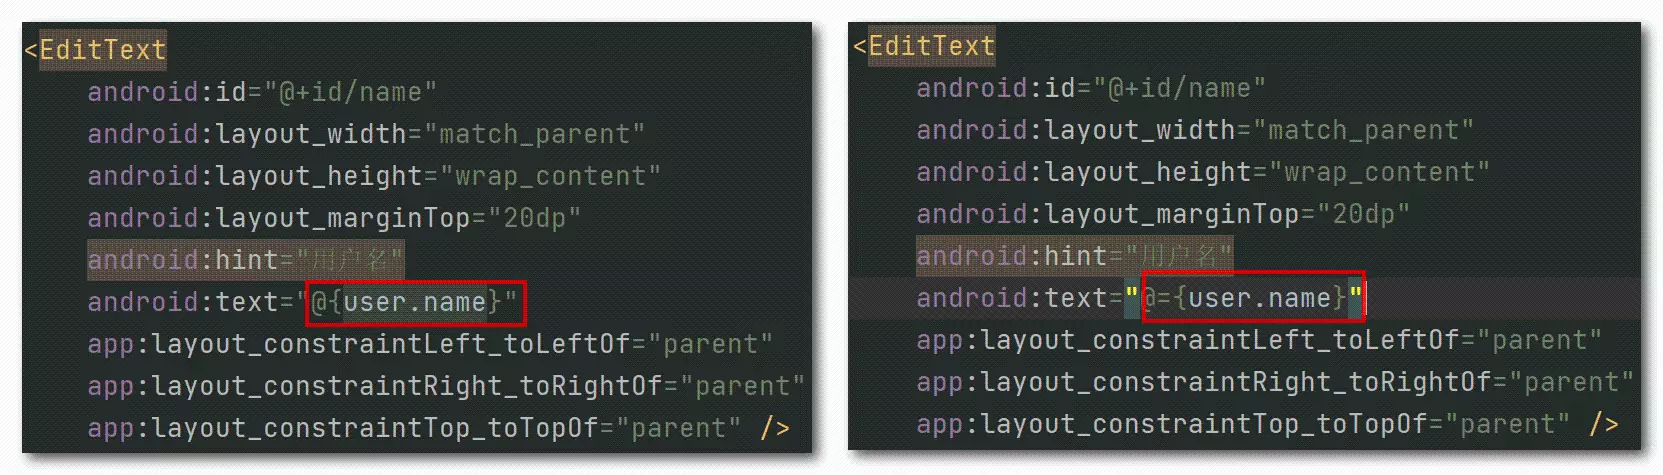 <EditText
android:id="@+id/name"
android:layout_width="match_parent"
android:layout_height="wrap_content"
android:layout_marginTop="20dp"
android:hint="用户名"
android:text="@{user.name}"
app:layout_constraintLeft_toLeftOf="parent"
app:layout_constraintRight_toRightOf="parent"
app:layout_constraintTop_toTopOf="parent" />
<EditText
android:id="@+id/name"
android:layout_width="match_parent"
android:layout_height="wrap_content"
android:layout_marginTop="20dp"
android:hint="用户名"
android:text="@={user.name}"
app:layout_constraintLeft_toLeftOf="parent"
app:layout_constraintRight_toRightOf="parent"
app:layout_constraintTop_toTopOf="parent" />